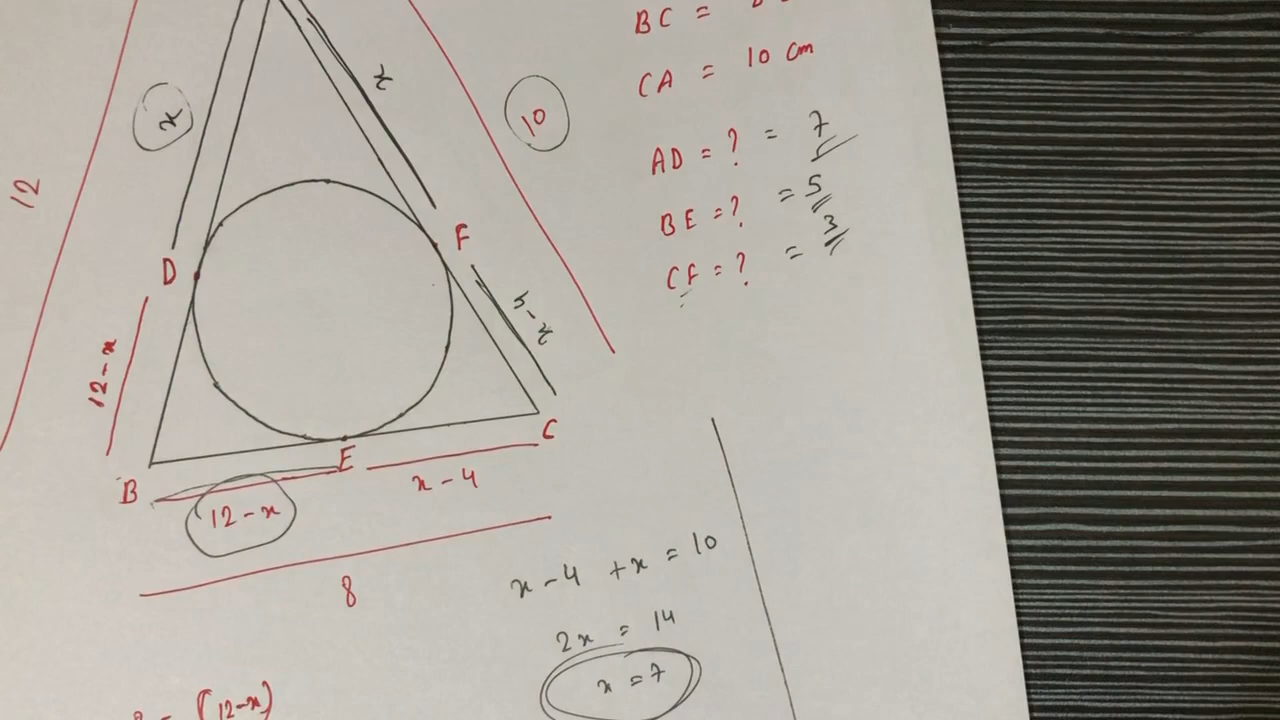 BC =
CA = 10 cm
AD = ? = 7
BE = ? = 5
CF = ? = 3
12
x
x
10
D
F
12-x
x-4
B
E
C
12-x
x-4
8
x-4 +x = 10
2x = 14
x = 7
(12-x)